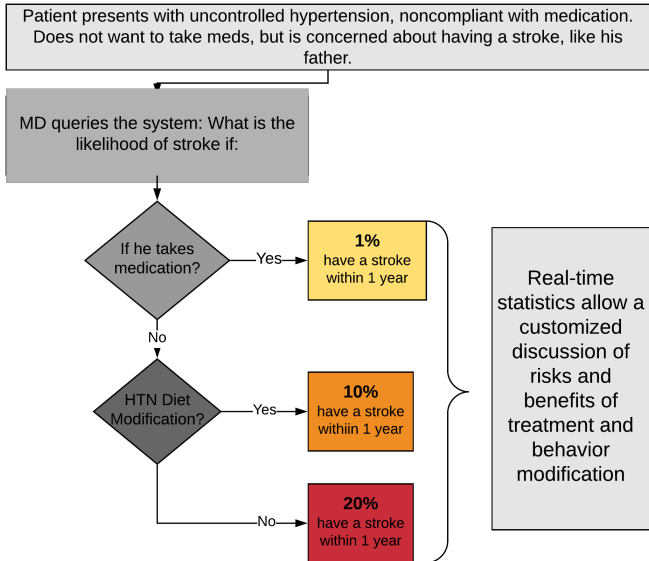 Patient presents with uncontrolled hypertension, noncompliant with medication.
Does not want to take meds, but is concerned about having a stroke, like his
father.
MD queries the system: What is the
likelihood of stroke if:
If he takes
medication?
Yes
1%
have a stroke
within 1 year
No
HTN Diet
Modification?
Yes
10%
have a stroke
withiin 1 year
No
20%
have a stroke
within 1 year
Real-time
statistics allow a
customized
discussion of
risks and
benefits of
treatment and
behavior
modification